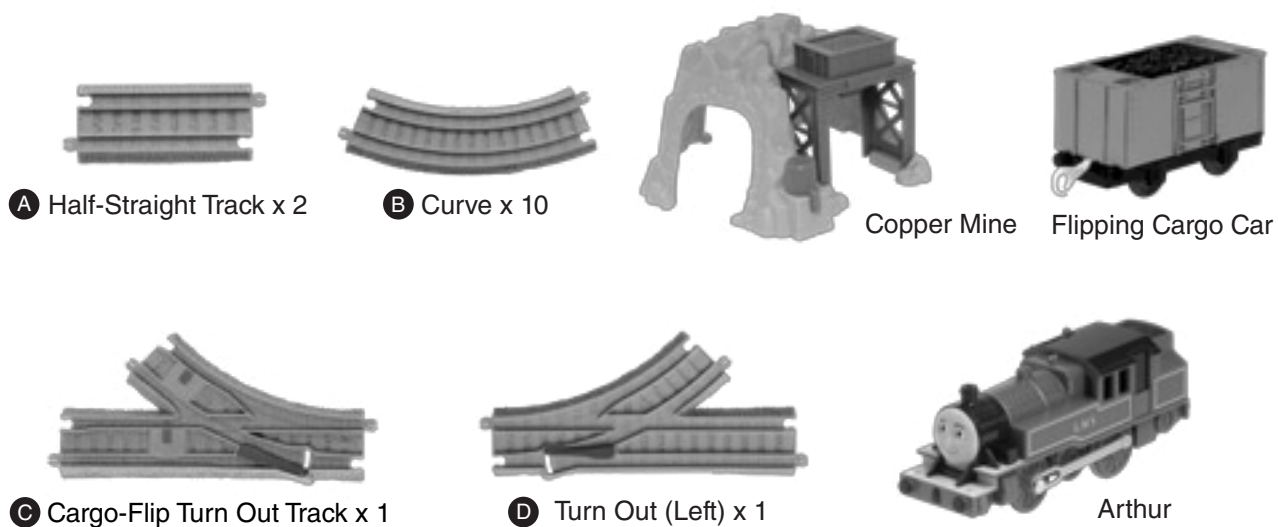 A Half-Straight Track x 2
B Curve x 10
Copper Mine
Flipping Cargo Car
C Cargo-Flip Turn Out Track x 1
D Turn Out (Left) x 1
Arthur